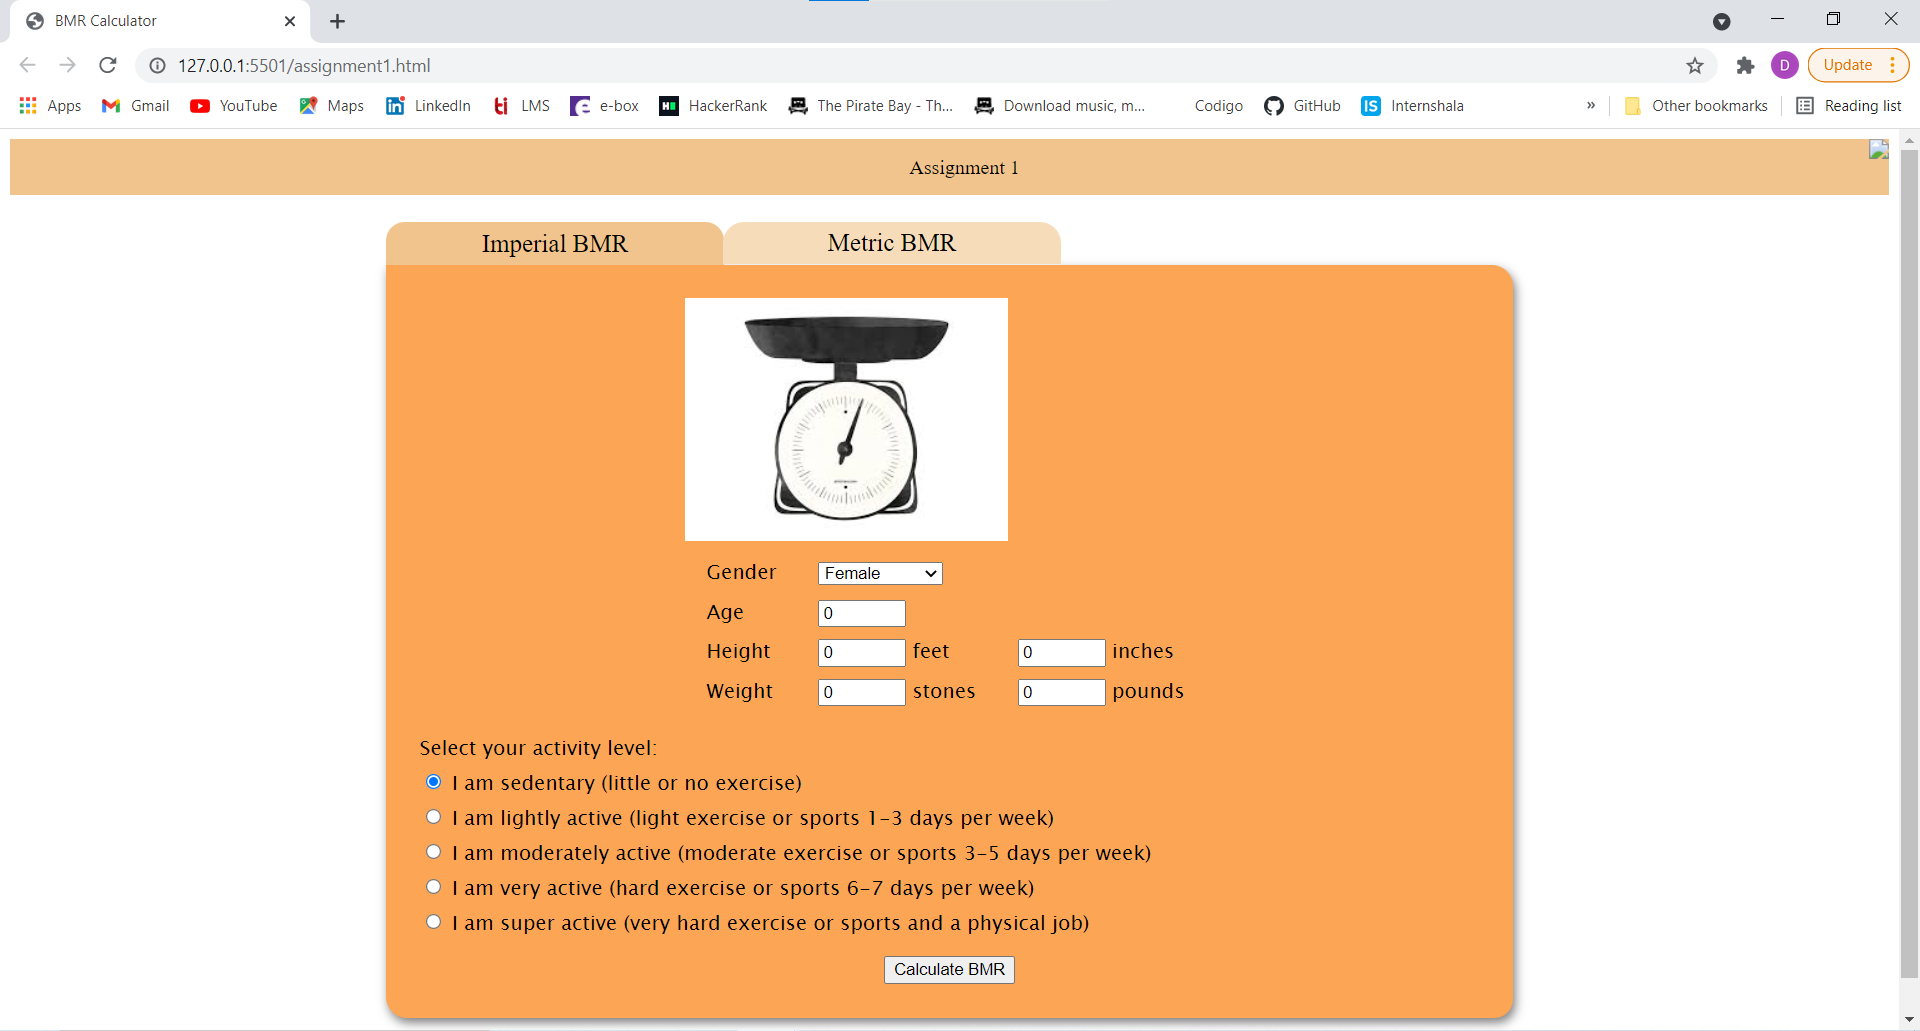 BMR Calculator
127.0.0.1:5501/assignment1.html
D
Update
Apps
Gmail
YouTube
Maps
LinkedIn
LMS
e-box
HackerRank
The Pirate Bay - Th...
Download music, m...
Codigo
GitHub
IS Internshala
»
Other bookmarks
Reading list
Assignment 1
Imperial BMR
Metric BMR
Gender Female
Age 0
Height 0 feet 0 inches
Weight 0 stones 0 pounds
Select your activity level:
I am sedentary (little or no exercise)
I am lightly active (light exercise or sports 1-3 days per week)
I am moderately active (moderate exercise or sports 3-5 days per week)
I am very active (hard exercise or sports 6-7 days per week)
I am super active (very hard exercise or sports and a physical job)
Calculate BMR